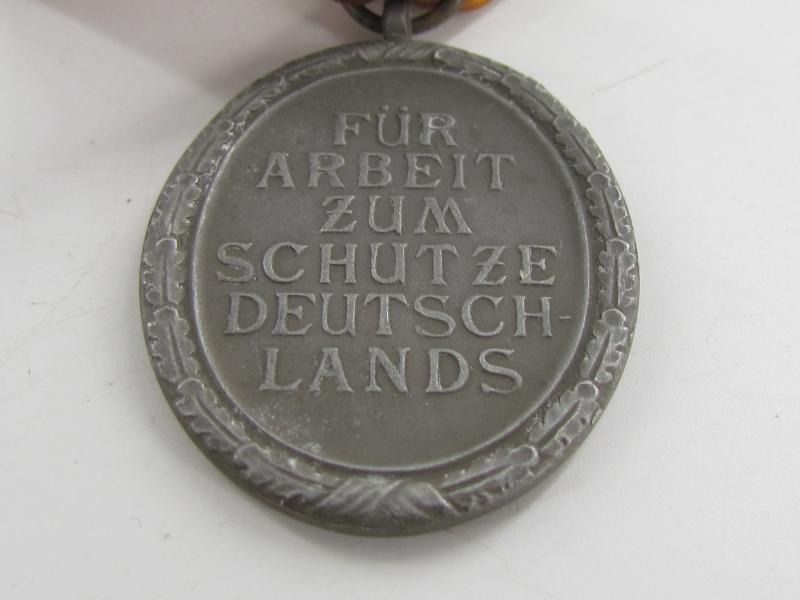 FÜR
ARBEIT
ZUM
SCHUTZE
DEUTSCH-
LANDS